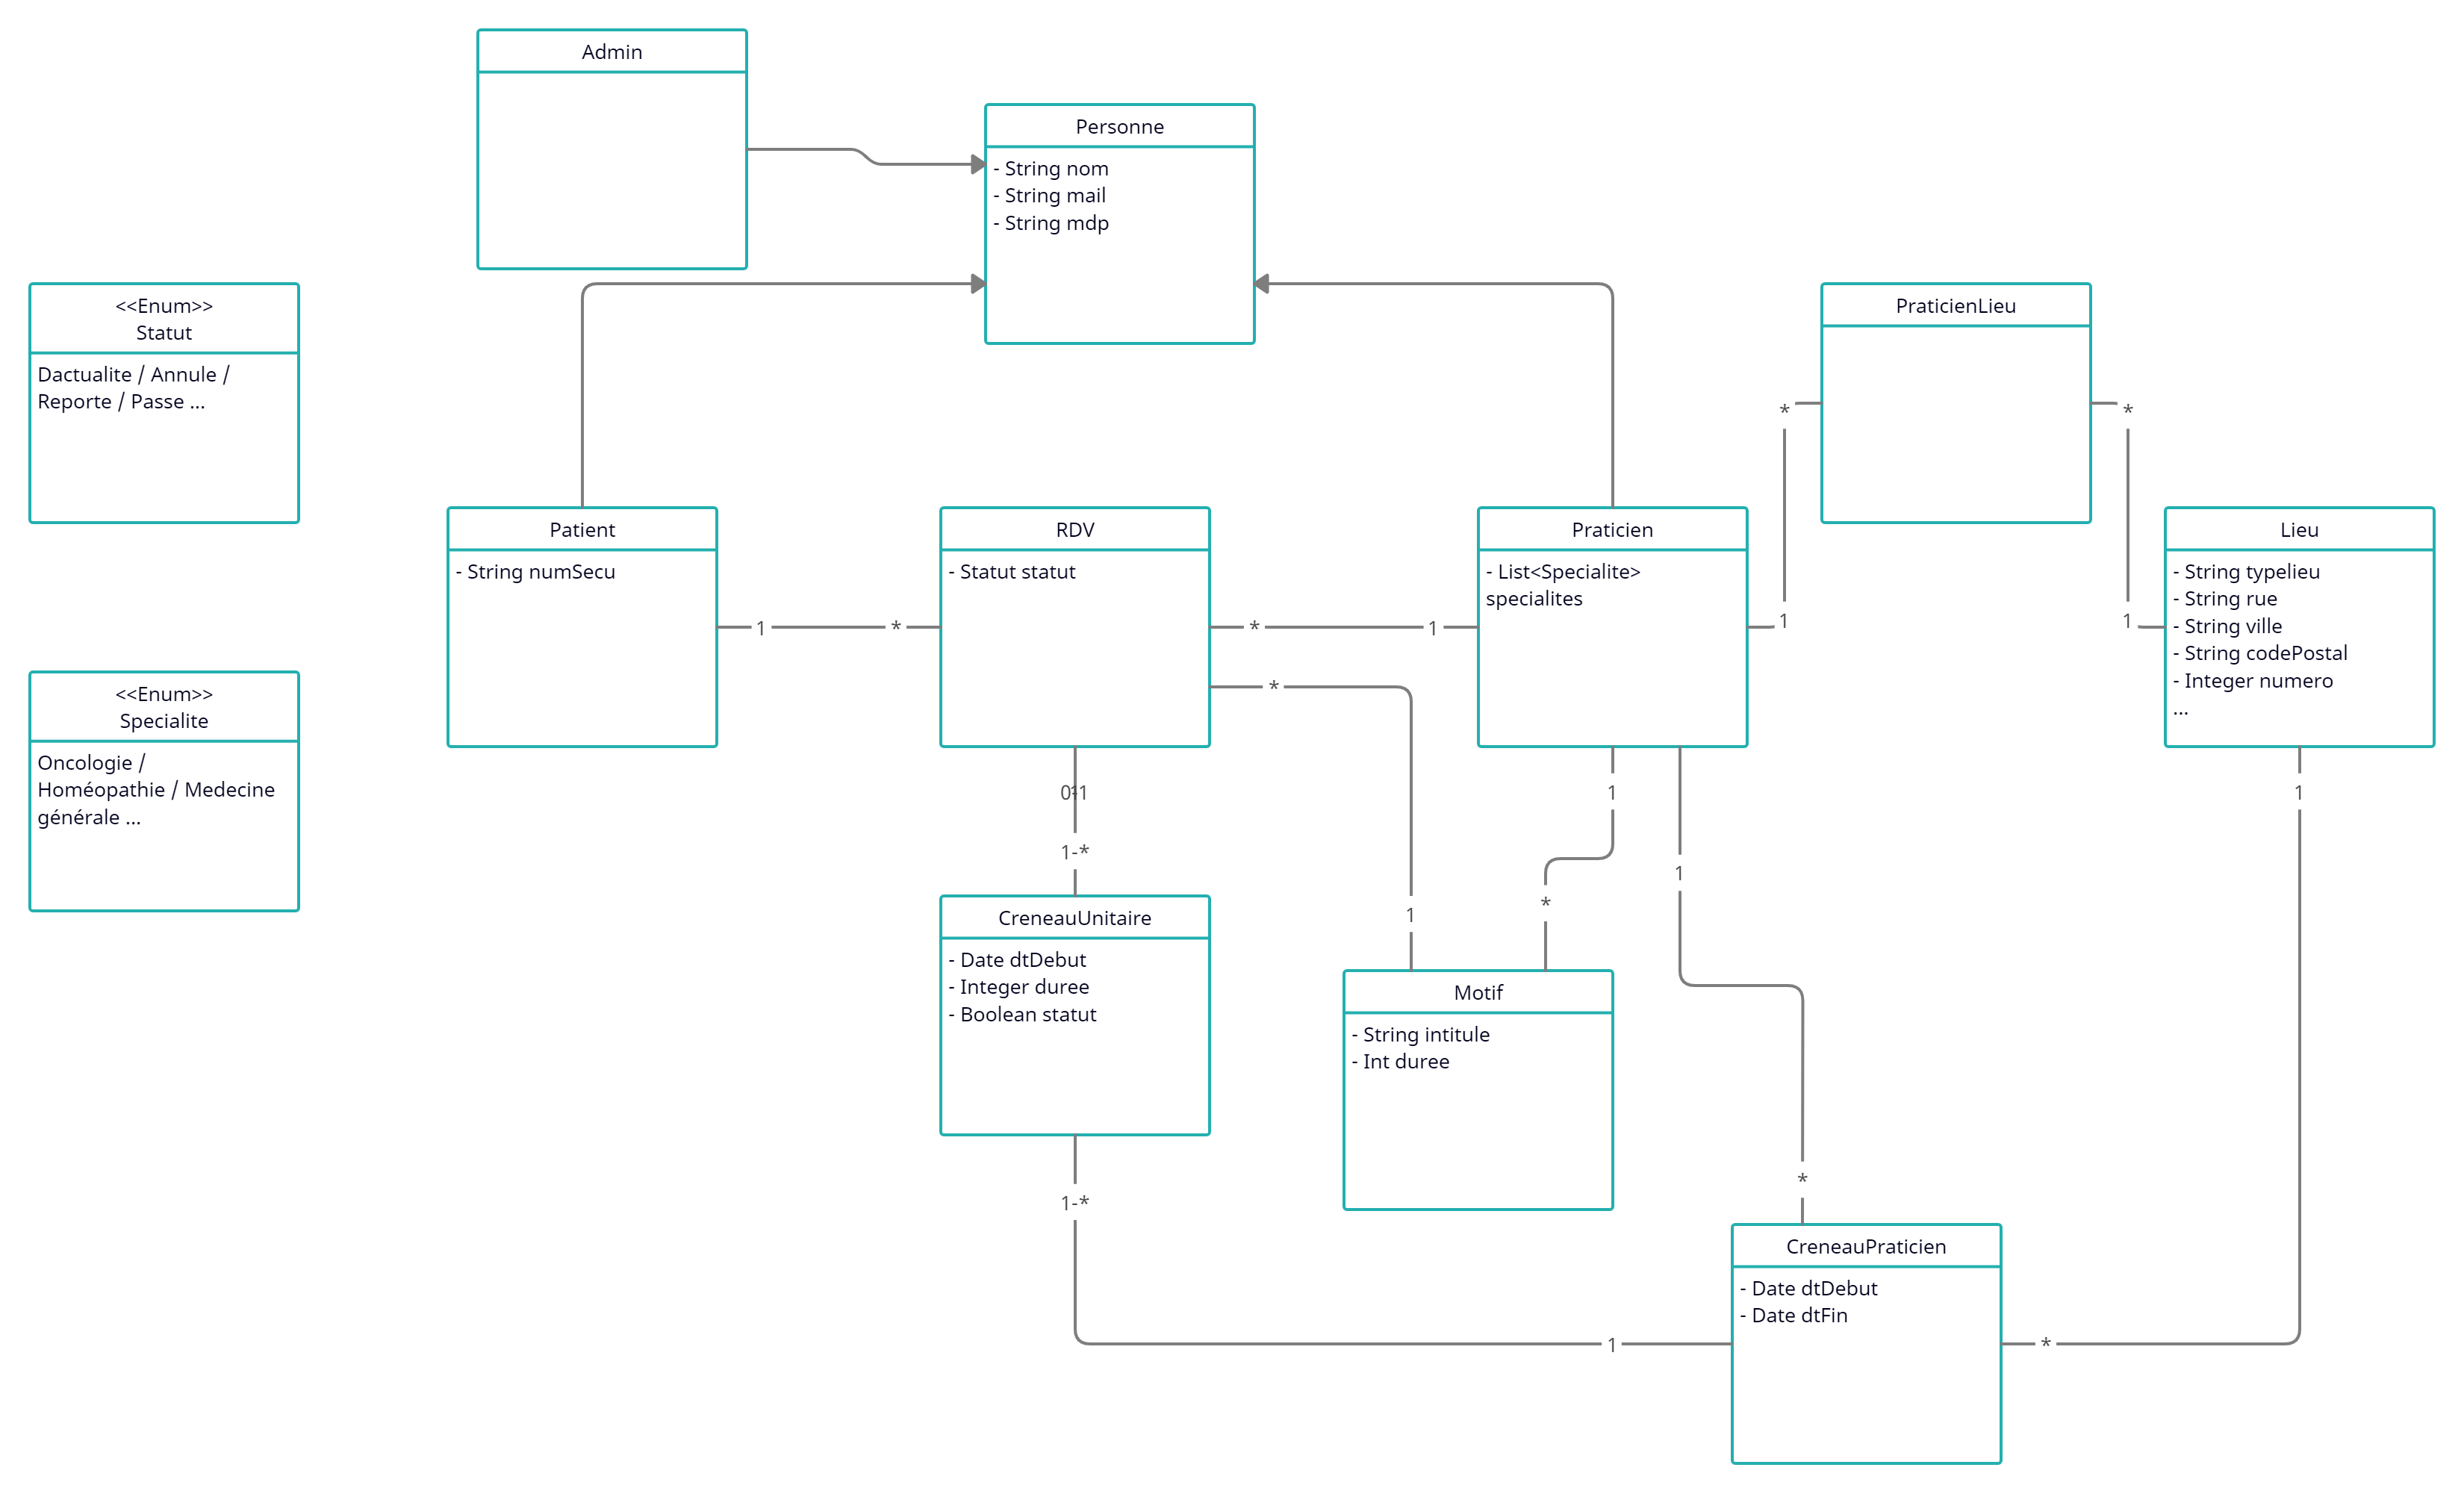 Admin
Personne
- String nom
- String mail
- String mdp
<<Enum>>
Statut
Dactualite / Annule /
Reporte / Passe ...
PraticienLieu
*
*
1
1
Patient
- String numSecu
1
*
RDV
- Statut statut
*
1
*
Praticien
- List<Specialite>
specialites
Lieu
- String typelieu
- String rue
- String ville
- String codePostal
- Integer numero
...
<<Enum>>
Specialite
Oncologie /
Homéopathie / Medecine
générale ...
0-1
1-*
1
*
1
1
1
CreneauUnitaire
- Date dtDebut
- Integer duree
- Boolean statut
Motif
- String intitule
- Int duree
1-*
*
CreneauPraticien
- Date dtDebut
- Date dtFin
1
*